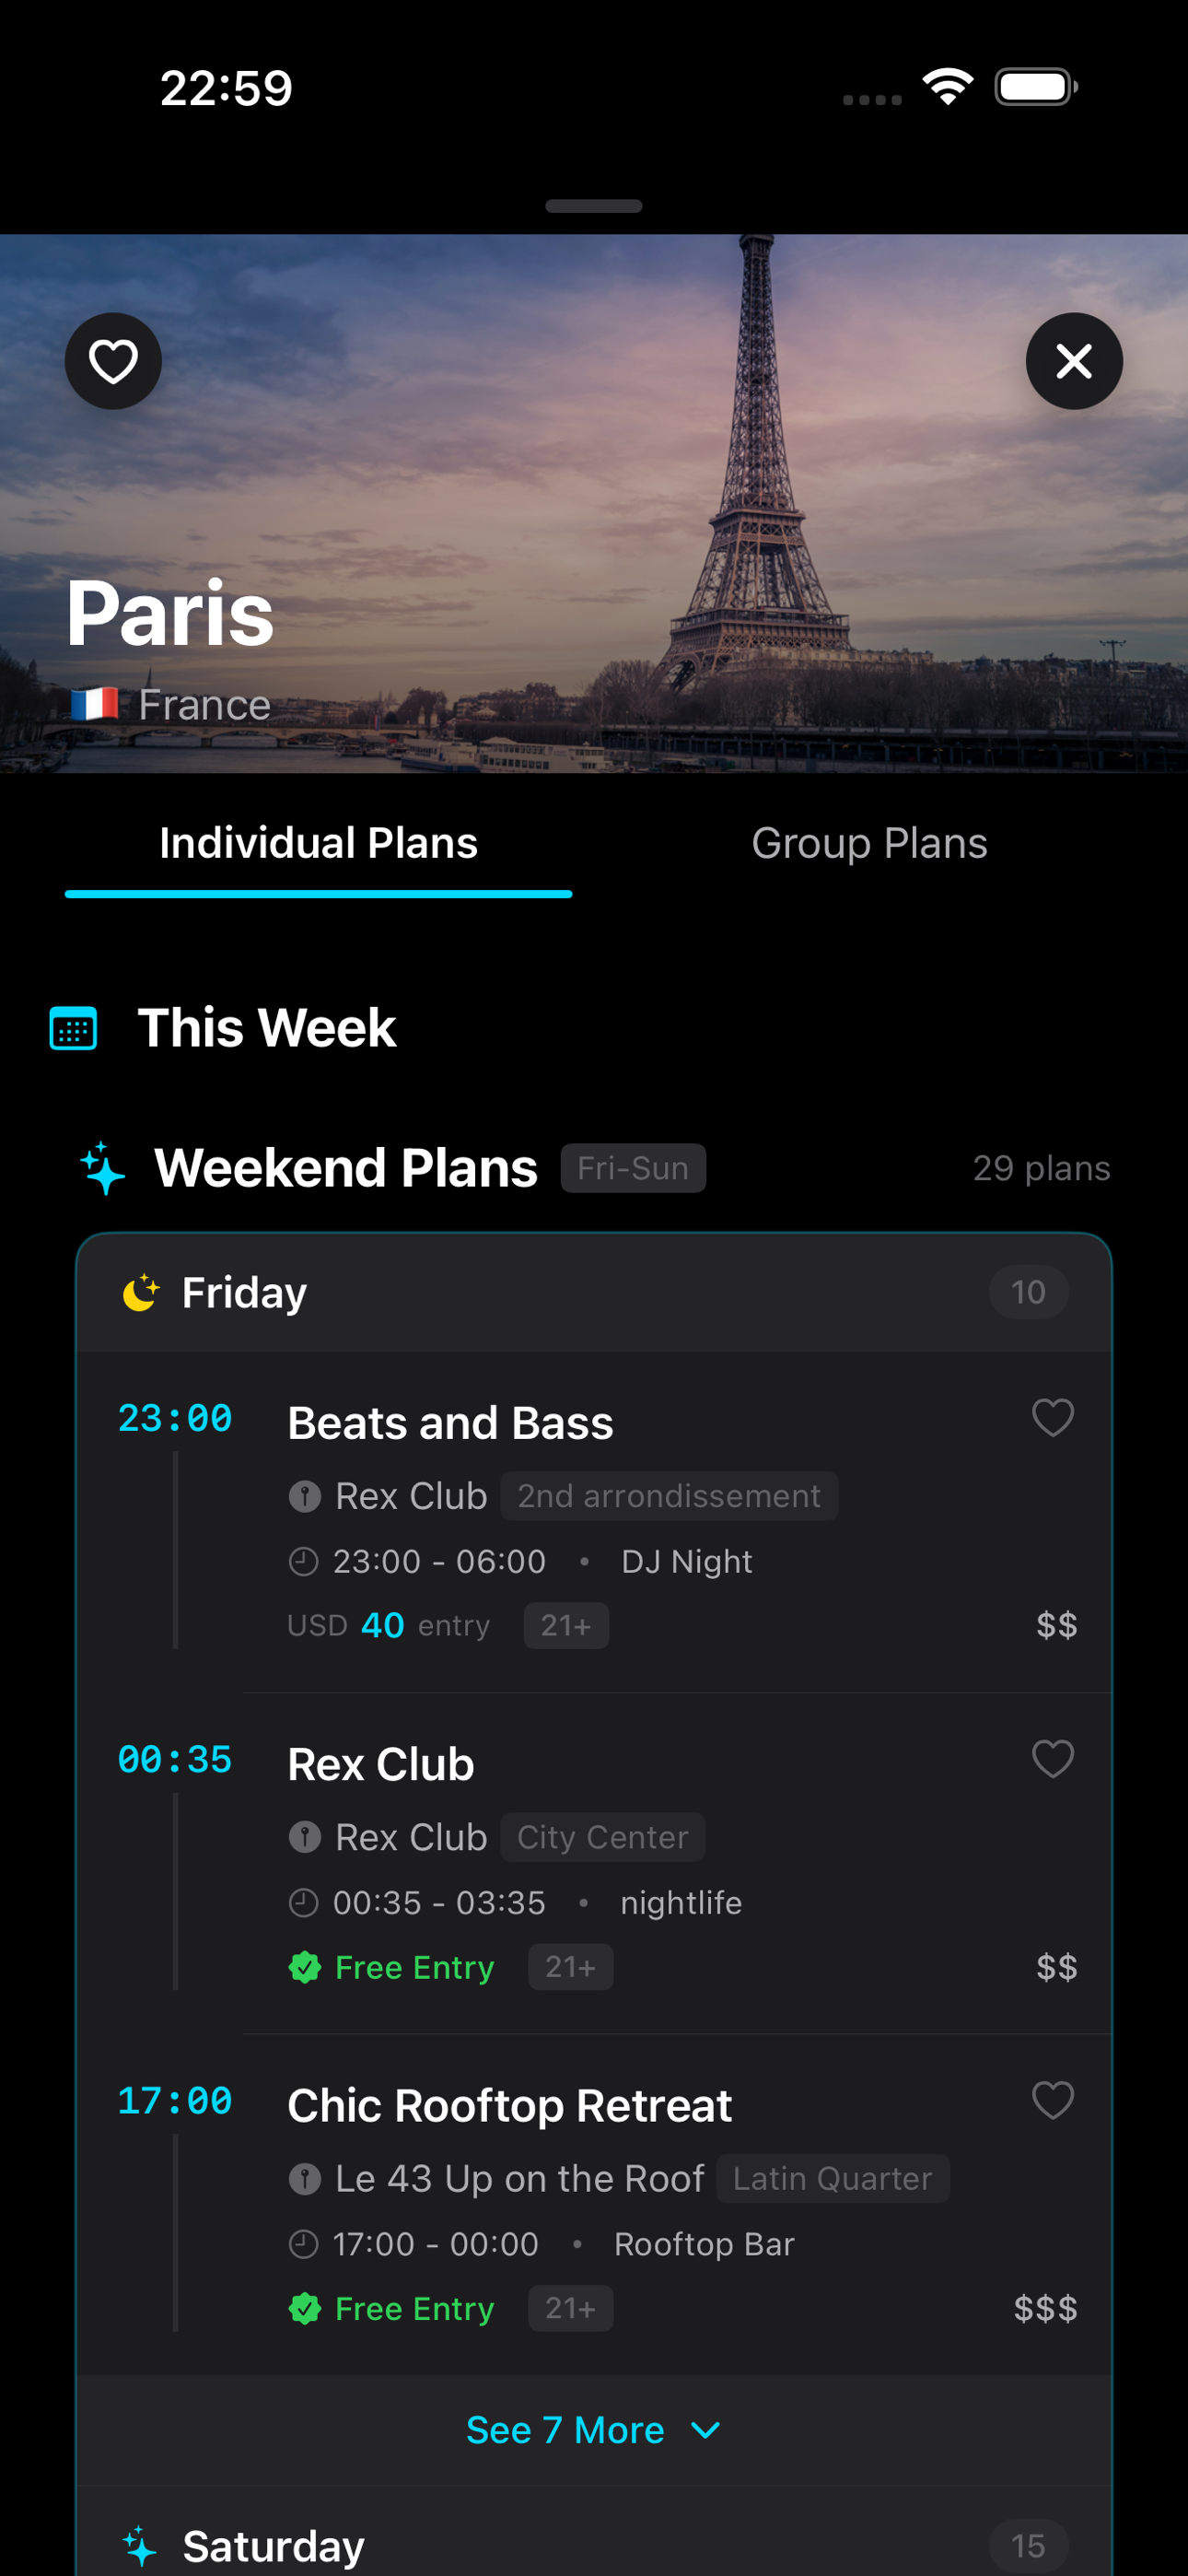 22:59
Paris
🇫🇷 France
Individual Plans
Group Plans
This Week
Weekend Plans Fri-Sun 29 plans
Friday 10
23:00 Beats and Bass
Rex Club 2nd arrondissement
23:00 - 06:00 • DJ Night
USD 40 entry 21+ $$
00:35 Rex Club
Rex Club City Center
00:35 - 03:35 • nightlife
Free Entry 21+ $$
17:00 Chic Rooftop Retreat
Le 43 Up on the Roof Latin Quarter
17:00 - 00:00 • Rooftop Bar
Free Entry 21+ $$$
See 7 More
Saturday 15